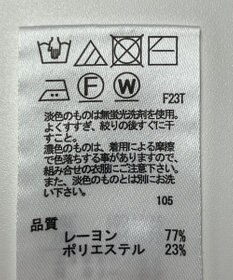 F W
F23T
淡色のものは無蛍光洗剤を使用。
よくすすぎ、絞りの後すぐに干
すこと。
濃色のものは、着用による摩擦
で色落ちする事がありますので、
組み合せの衣服にご注意下さい。
また、淡色のものとは別にお洗
い下さい。
105
品質
レーヨン 77%
ポリエステル 23%